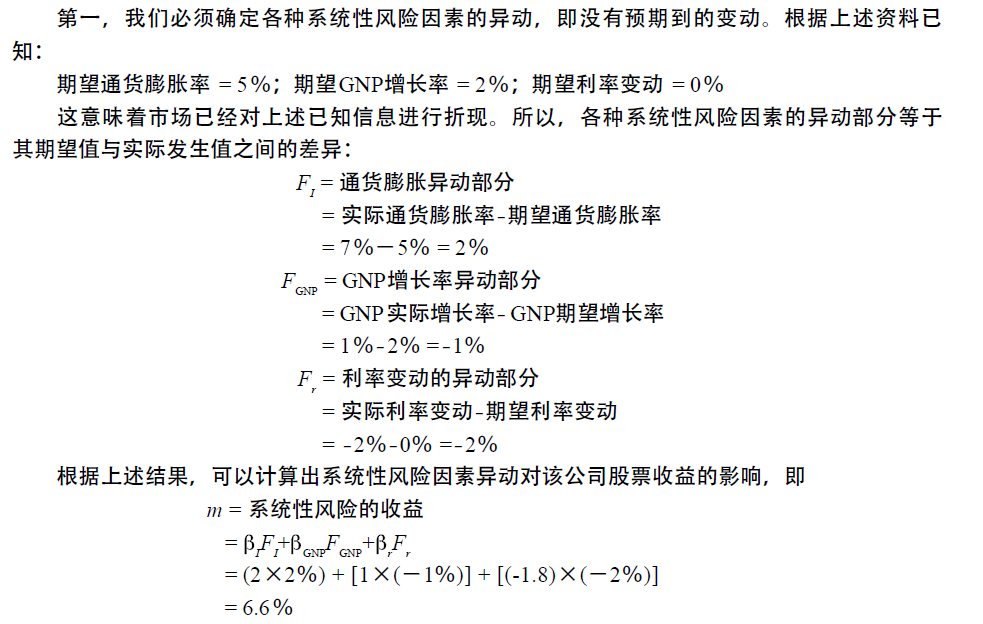 第一，我们必须确定各种系统性风险因素的异动，即没有预期到的变动。根据上述资料已
知：
期望通货膨胀率 = 5%；期望GNP增长率 = 2%；期望利率变动 = 0%
这意味着市场已经对上述已知信息进行折现。所以，各种系统性风险因素的异动部分等于
其期望值与实际发生值之间的差异：
F_I = 通货膨胀异动部分
= 实际通货膨胀率-期望通货膨胀率
= 7%－5% = 2%
F_GNP = GNP增长率异动部分
= GNP实际增长率- GNP期望增长率
= 1%-2% =-1%
F_r = 利率变动的异动部分
= 实际利率变动-期望利率变动
= -2%-0% =-2%
根据上述结果，可以计算出系统性风险因素异动对该公司股票收益的影响，即
m = 系统性风险的收益
= β_IF_I+β_GNPF_GNP+β_rF_r
= (2×2%) + [1×(－1%)] + [(-1.8)×(－2%)]
= 6.6%